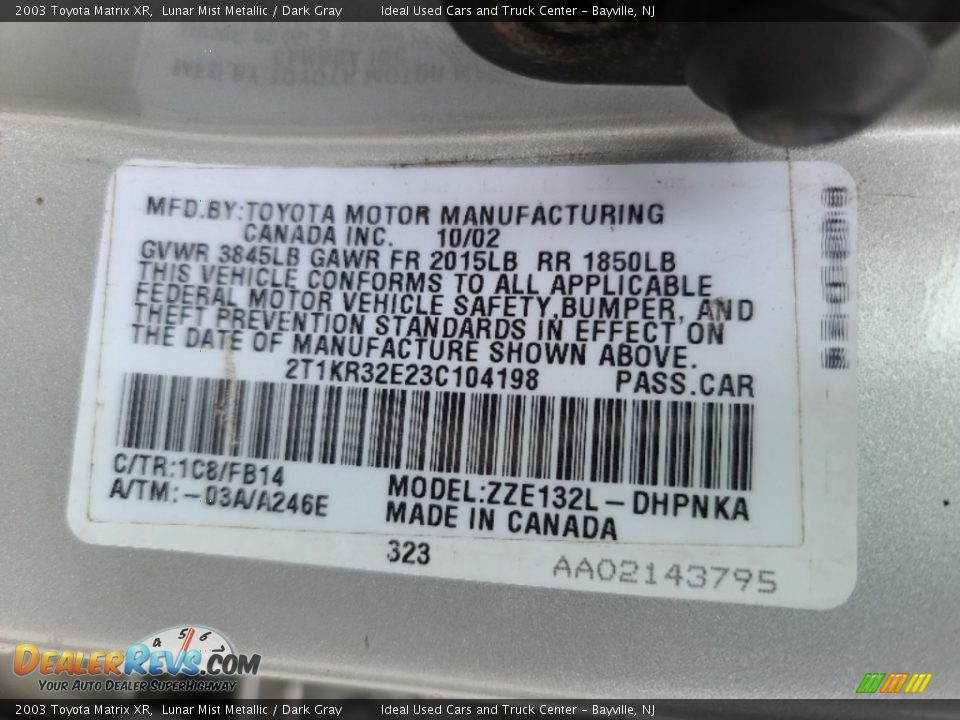 2003 Toyota Matrix XR, Lunar Mist Metallic / Dark Gray Ideal Used Cars and Truck Center - Bayville, NJ
MFD.BY:TOYOTA MOTOR MANUFACTURING
CANADA INC. 10/02
GVWR 3845LB GAWR FR 2015LB RR 1850LB
THIS VEHICLE CONFORMS TO ALL APPLICABLE
FEDERAL MOTOR VEHICLE SAFETY,BUMPER, AND
THEFT PREVENTION STANDARDS IN EFFECT ON
THE DATE OF MANUFACTURE SHOWN ABOVE.
2T1KR32E23C104198 PASS.CAR
C/TR:1C8/FB14
A/TM:-03A/A246E
MODEL:ZZE132L-DHPNKA
MADE IN CANADA
323
AA02143795
4 5 6
DEALERREVS.COM
YOUR AUTO DEALER SUPERHIGHWAY
2003 Toyota Matrix XR, Lunar Mist Metallic / Dark Gray Ideal Used Cars and Truck Center - Bayville, NJ